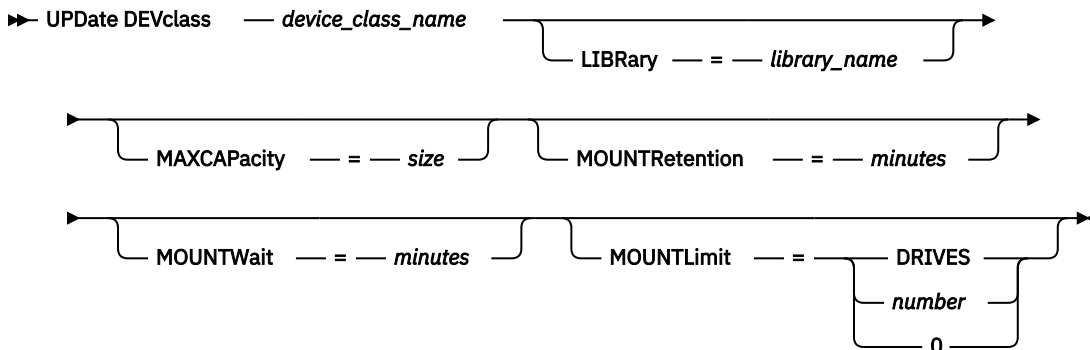 UPDate DEVclass device_class_name
LIBRary = library_name
MAXCAPacity = size MOUNTRetention = minutes
MOUNTWait = minutes MOUNTLimit = DRIVES
number
0